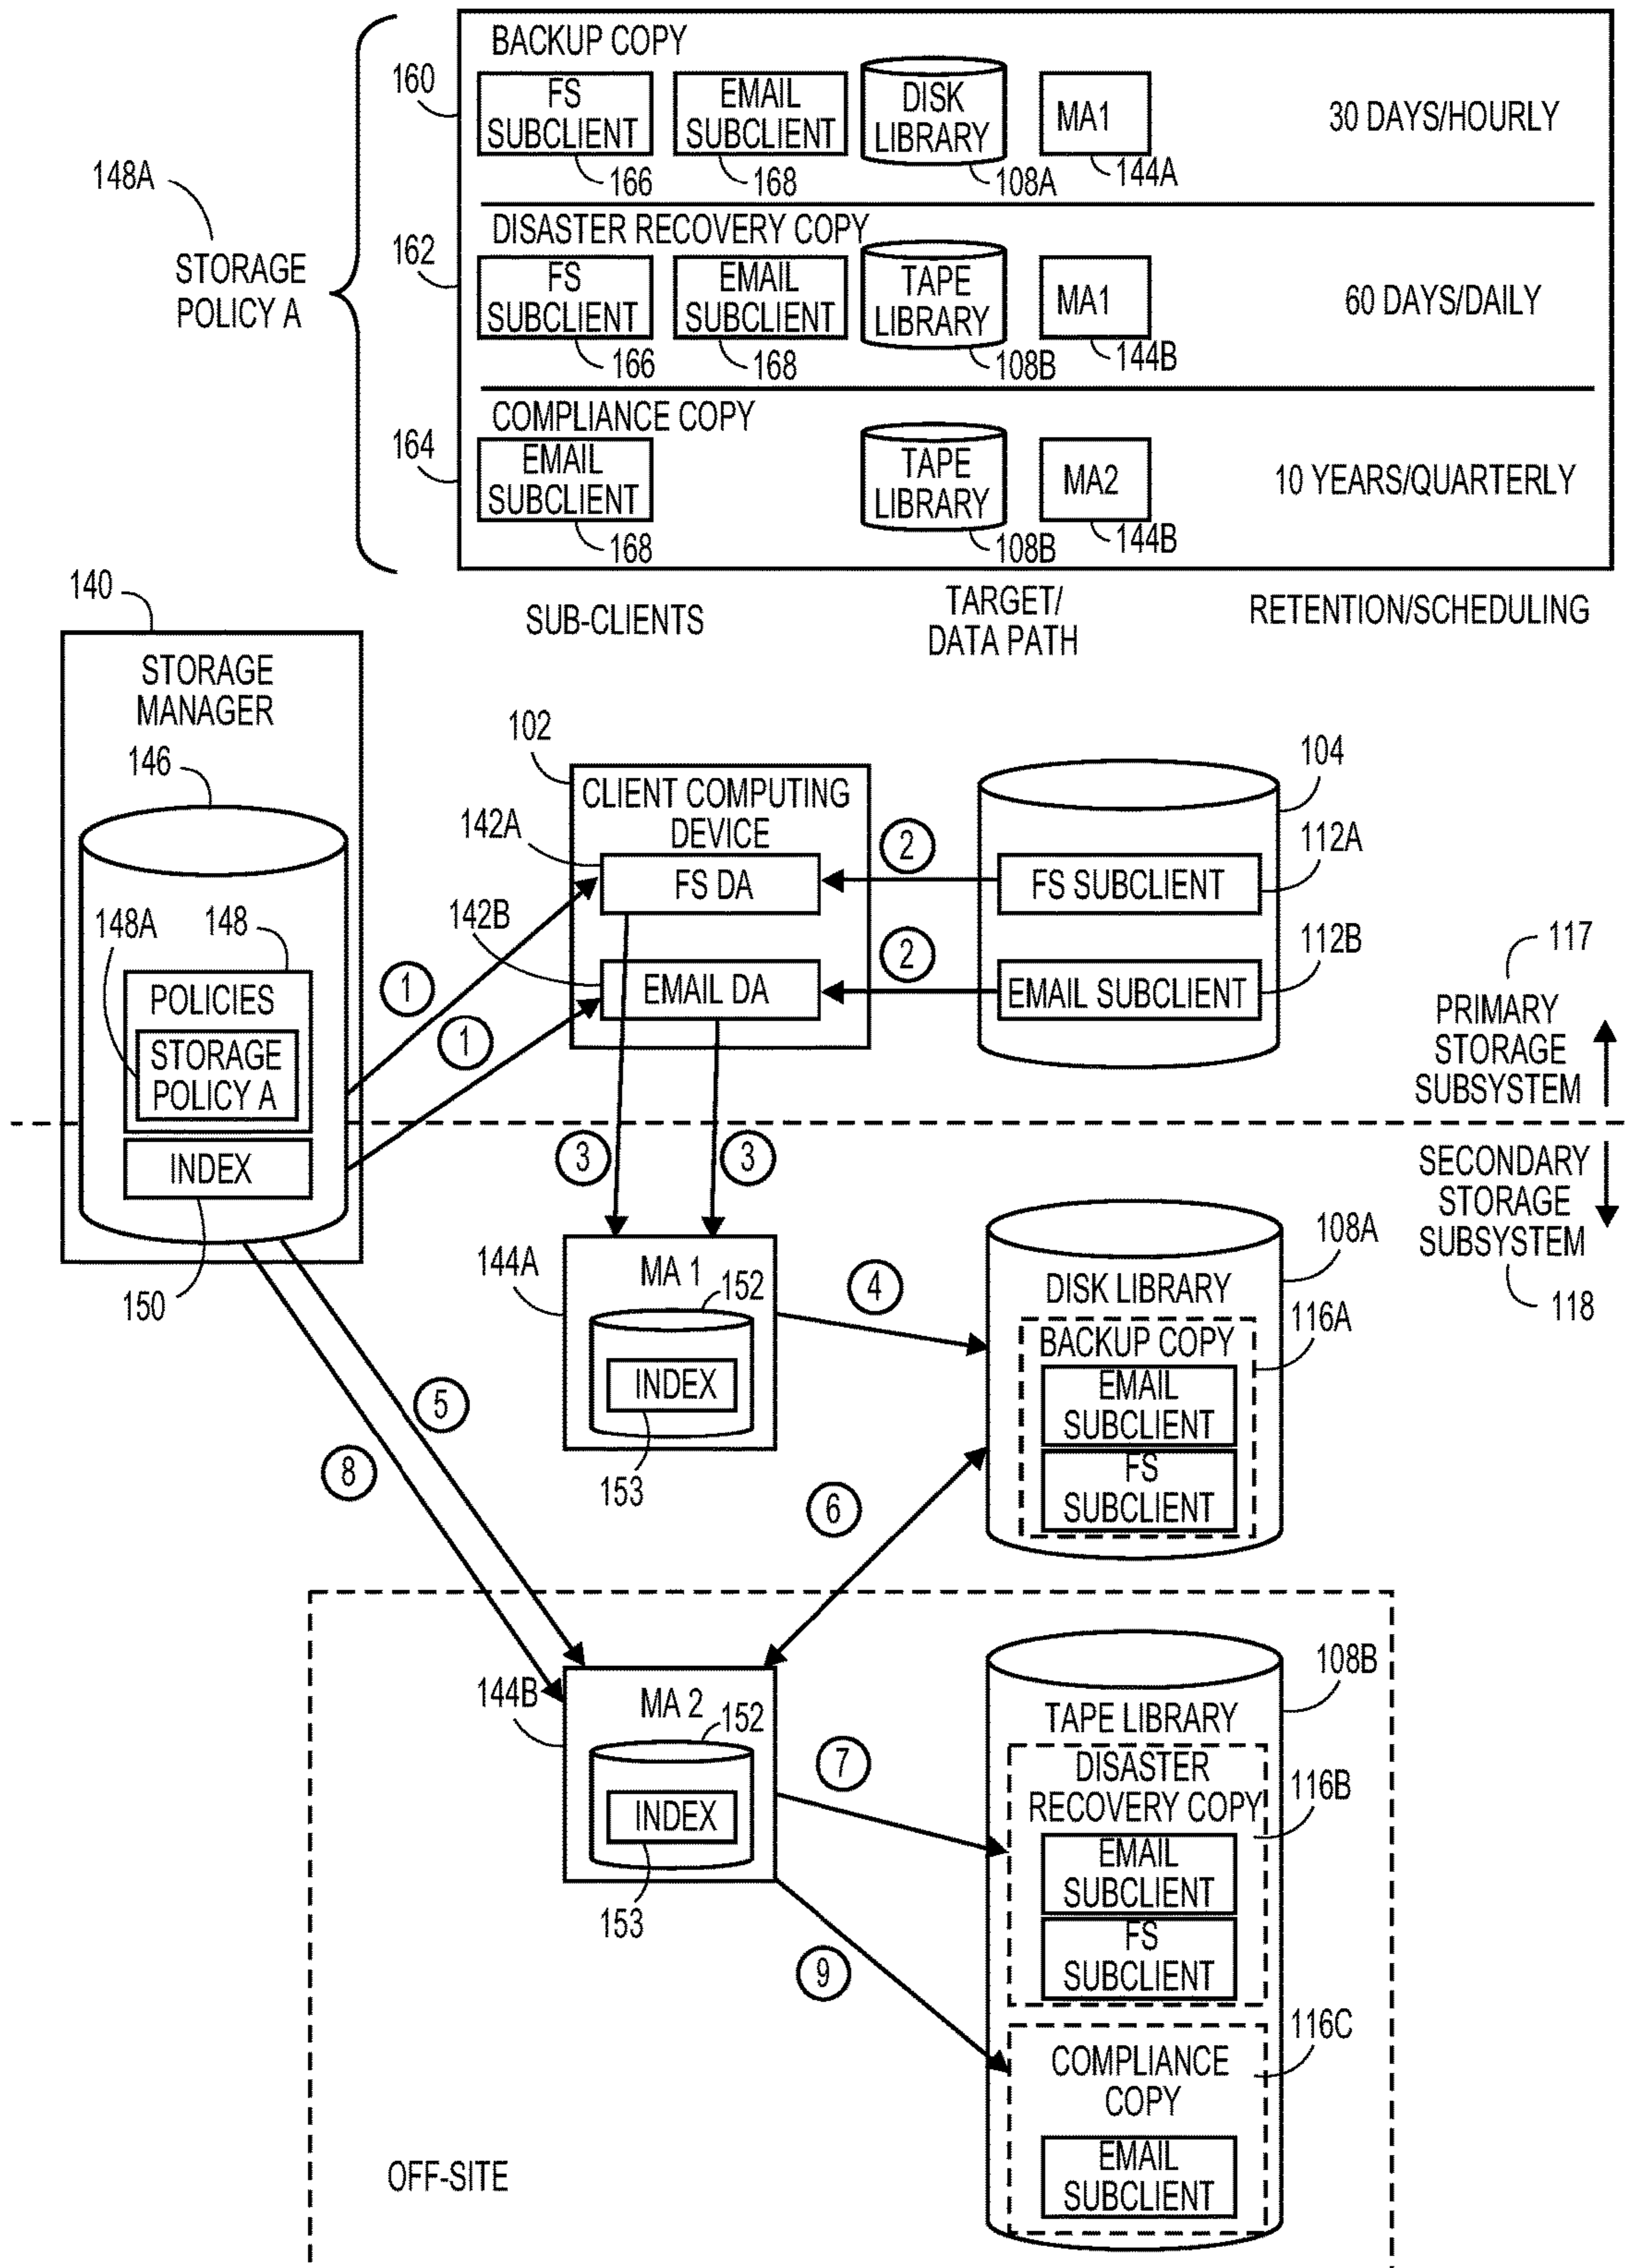 BACKUP COPY
160
FS
SUBCLIENT
EMAIL
SUBCLIENT
DISK
LIBRARY
MA1
30 DAYS/HOURLY
166
168
108A
144A
148A
STORAGE
POLICY A
DISASTER RECOVERY COPY
162
FS
SUBCLIENT
EMAIL
SUBCLIENT
TAPE
LIBRARY
MA1
60 DAYS/DAILY
166
168
108B
144B
COMPLIANCE COPY
164
EMAIL
SUBCLIENT
TAPE
LIBRARY
MA2
10 YEARS/QUARTERLY
168
108B
144B
SUB-CLIENTS
TARGET/
DATA PATH
RETENTION/SCHEDULING
140
STORAGE
MANAGER
146
148A
148
POLICIES
STORAGE
POLICY A
INDEX
150
102
CLIENT COMPUTING
DEVICE
142A
FS DA
142B
EMAIL DA
1
1
2
2
104
FS SUBCLIENT
112A
EMAIL SUBCLIENT
112B
117
PRIMARY
STORAGE
SUBSYSTEM
SECONDARY
STORAGE
SUBSYSTEM
118
3
3
144A
MA 1
152
INDEX
153
4
108A
DISK LIBRARY
116A
BACKUP COPY
EMAIL
SUBCLIENT
FS
SUBCLIENT
5
8
6
144B
MA 2
152
INDEX
153
7
9
108B
TAPE LIBRARY
DISASTER
RECOVERY COPY
116B
EMAIL
SUBCLIENT
FS
SUBCLIENT
116C
COMPLIANCE
COPY
EMAIL
SUBCLIENT
OFF-SITE